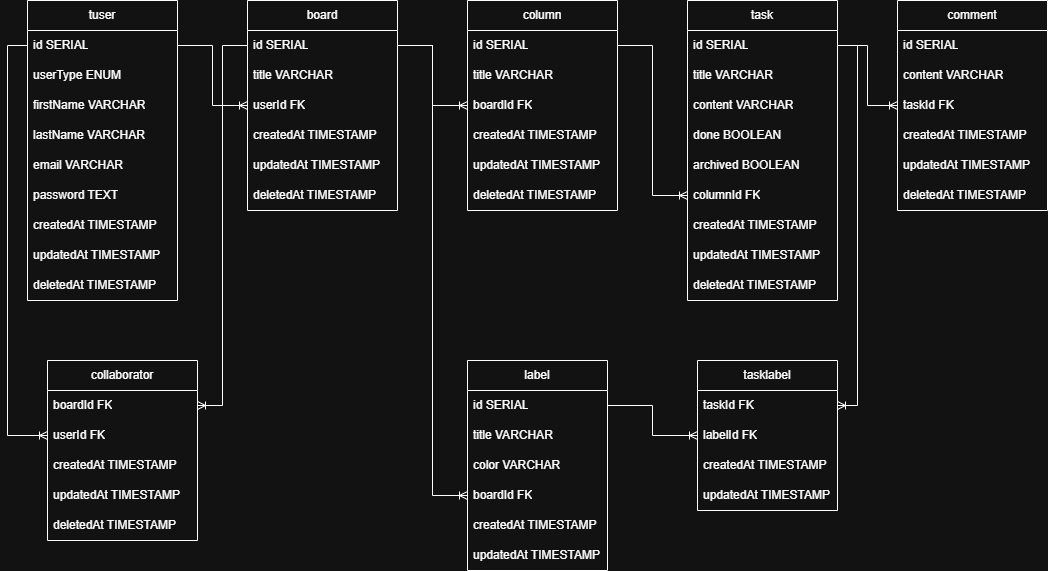 tuser
id SERIAL
userType ENUM
firstName VARCHAR
lastName VARCHAR
email VARCHAR
password TEXT
createdAt TIMESTAMP
updatedAt TIMESTAMP
deletedAt TIMESTAMP
board
id SERIAL
title VARCHAR
userId FK
createdAt TIMESTAMP
updatedAt TIMESTAMP
deletedAt TIMESTAMP
column
id SERIAL
title VARCHAR
boardId FK
createdAt TIMESTAMP
updatedAt TIMESTAMP
deletedAt TIMESTAMP
task
id SERIAL
title VARCHAR
content VARCHAR
done BOOLEAN
archived BOOLEAN
columnId FK
createdAt TIMESTAMP
updatedAt TIMESTAMP
deletedAt TIMESTAMP
comment
id SERIAL
content VARCHAR
taskId FK
createdAt TIMESTAMP
updatedAt TIMESTAMP
deletedAt TIMESTAMP
collaborator
boardId FK
userId FK
createdAt TIMESTAMP
updatedAt TIMESTAMP
deletedAt TIMESTAMP
label
id SERIAL
title VARCHAR
color VARCHAR
boardId FK
createdAt TIMESTAMP
updatedAt TIMESTAMP
tasklabel
taskId FK
labelId FK
createdAt TIMESTAMP
updatedAt TIMESTAMP